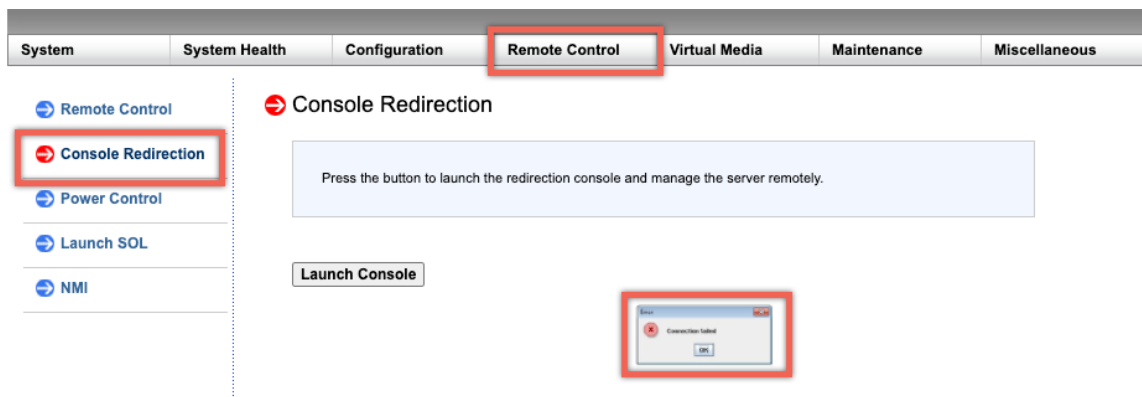 System System Health Configuration Remote Control Virtual Media Maintenance Miscellaneous
Remote Control
Console Redirection
Power Control
Launch SOL
NMI
Console Redirection
Press the button to launch the redirection console and manage the server remotely.
Launch Console
Error
Connection failed
OK